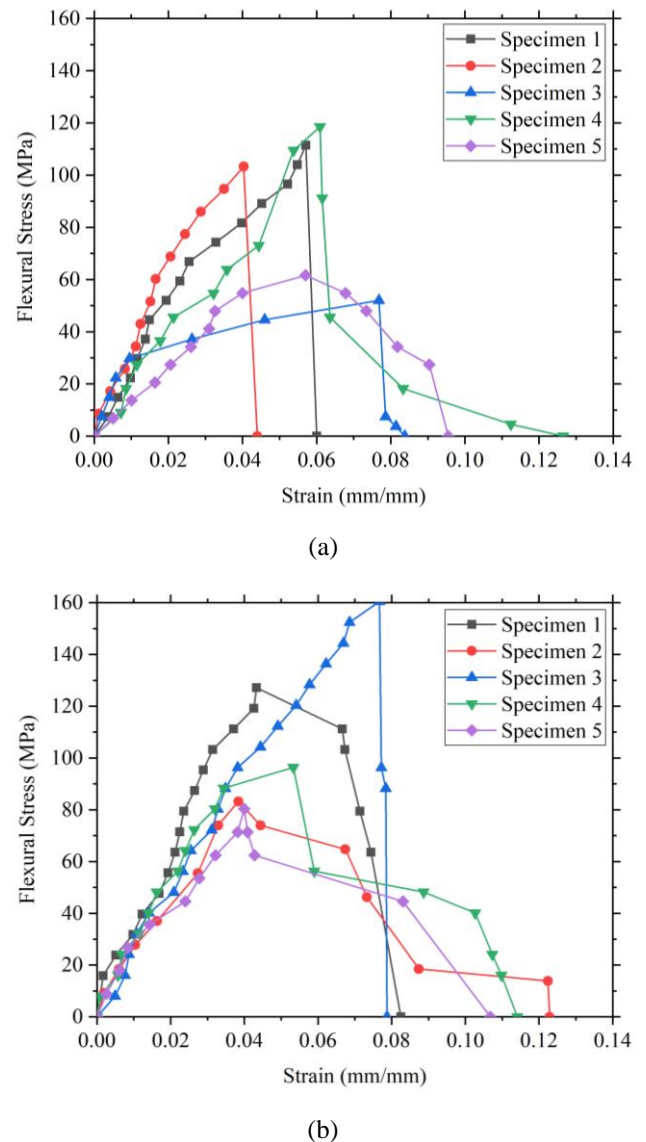 160
140
120
100
80
60
40
20
0
Flexural Stress (MPa)
Specimen 1
Specimen 2
Specimen 3
Specimen 4
Specimen 5
0.00 0.02 0.04 0.06 0.08 0.10 0.12 0.14
Strain (mm/mm)
(a)
160
140
120
100
80
60
40
20
0
Flexural Stress (MPa)
Specimen 1
Specimen 2
Specimen 3
Specimen 4
Specimen 5
0.00 0.02 0.04 0.06 0.08 0.10 0.12 0.14
Strain (mm/mm)
(b)